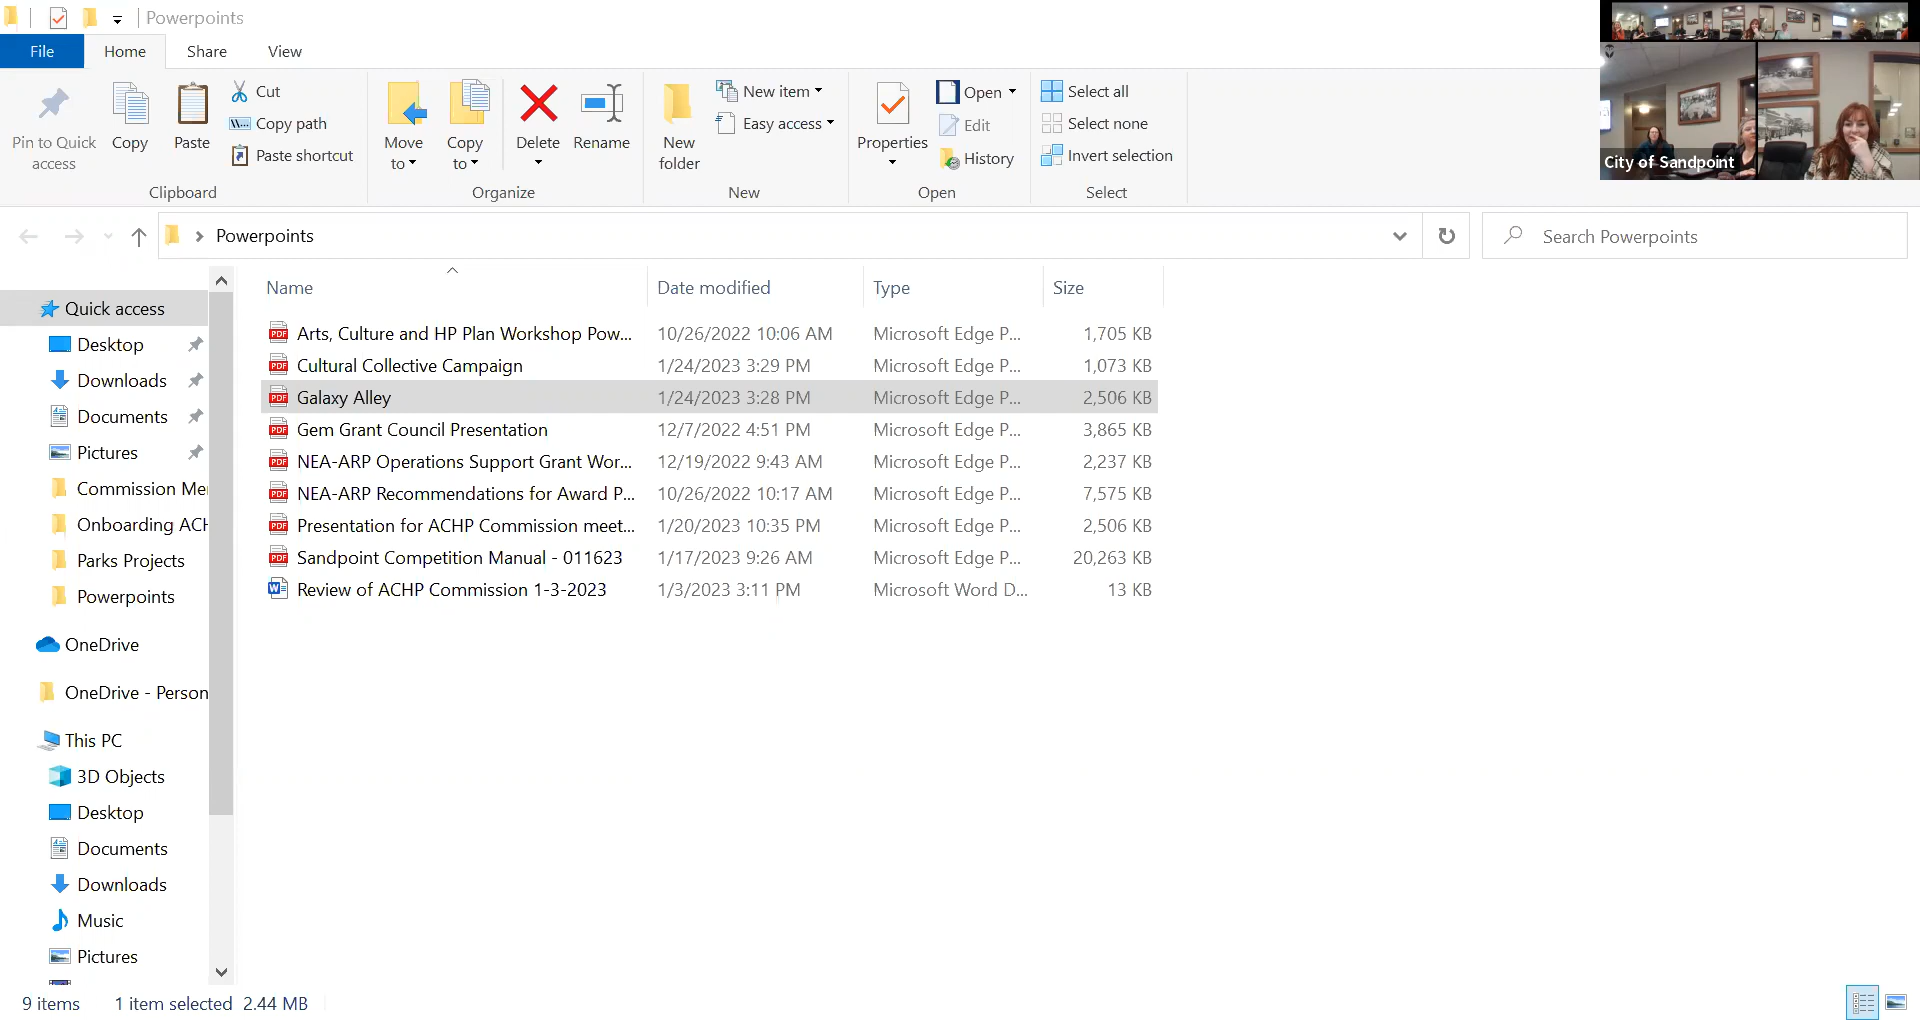 Powerpoints
File Home Share View
Pin to Quick access
Copy
Paste
Cut
Copy path
Paste shortcut
Clipboard
Move to
Copy to
Delete
Rename
Organize
New folder
New item
Easy access
New
Properties
Open
Edit
History
Open
Select all
Select none
Invert selection
Select
City of Sandpoint
Powerpoints
Search Powerpoints
Name Date modified Type Size
Quick access
Desktop
Downloads
Documents
Pictures
Commission Me
Onboarding ACH
Parks Projects
Powerpoints
OneDrive
OneDrive - Person
This PC
3D Objects
Desktop
Documents
Downloads
Music
Pictures
PDF Arts, Culture and HP Plan Workshop Pow... 10/26/2022 10:06 AM Microsoft Edge P... 1,705 KB
PDF Cultural Collective Campaign 1/24/2023 3:29 PM Microsoft Edge P... 1,073 KB
PDF Galaxy Alley 1/24/2023 3:28 PM Microsoft Edge P... 2,506 KB
PDF Gem Grant Council Presentation 12/7/2022 4:51 PM Microsoft Edge P... 3,865 KB
PDF NEA-ARP Operations Support Grant Wor... 12/19/2022 9:43 AM Microsoft Edge P... 2,237 KB
PDF NEA-ARP Recommendations for Award P... 10/26/2022 10:17 AM Microsoft Edge P... 7,575 KB
PDF Presentation for ACHP Commission meet... 1/20/2023 10:35 PM Microsoft Edge P... 2,506 KB
PDF Sandpoint Competition Manual - 011623 1/17/2023 9:26 AM Microsoft Edge P... 20,263 KB
W Review of ACHP Commission 1-3-2023 1/3/2023 3:11 PM Microsoft Word D... 13 KB
9 items 1 item selected 2.44 MB